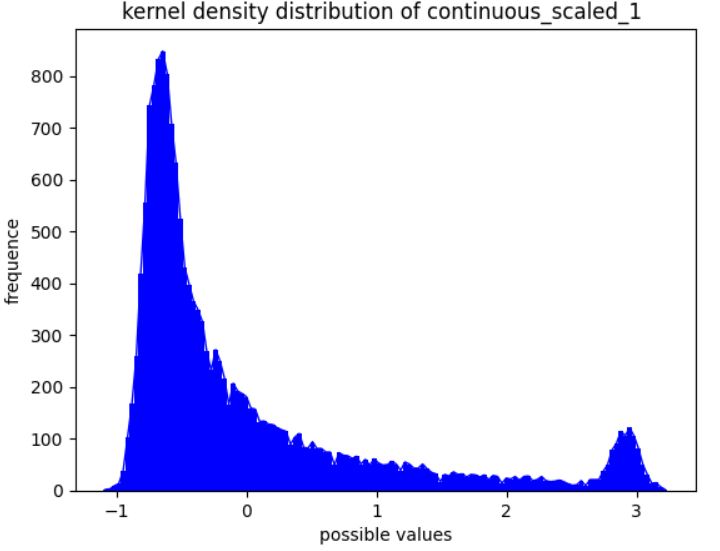 kernel density distribution of continuous_scaled_1
800
700
600
500
400
300
200
100
0
frequence
−1 0 1 2 3
possible values